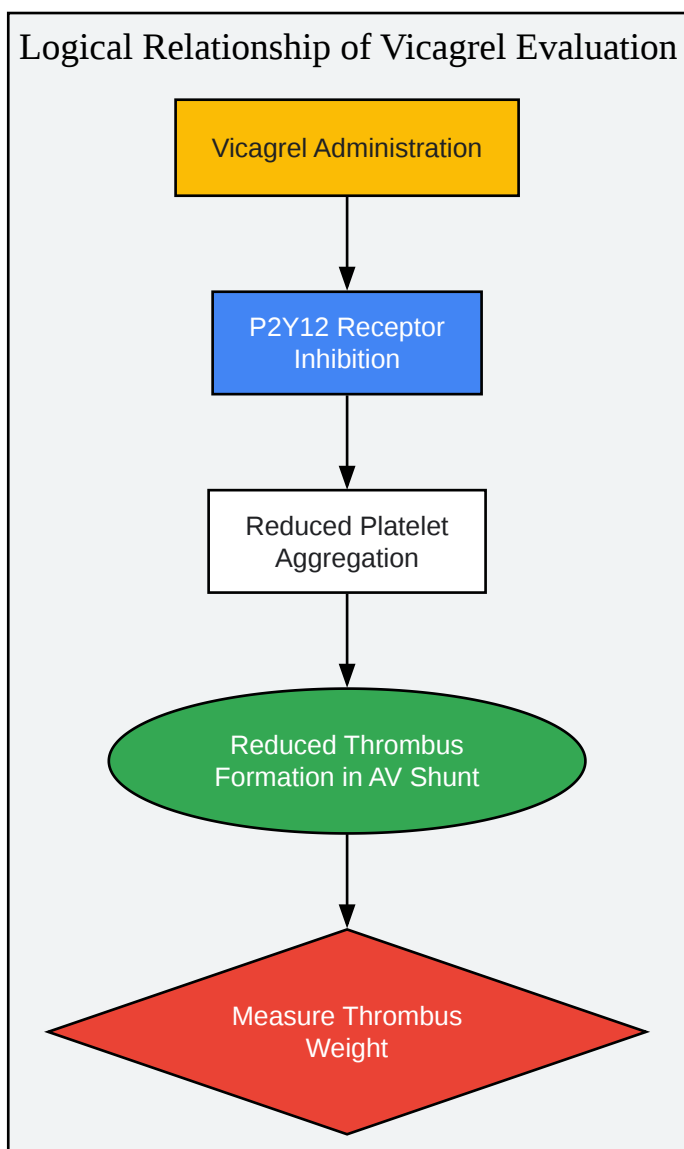 Logical Relationship of Vicagrel Evaluation
Vicagrel Administration
P2Y12 Receptor
Inhibition
Reduced Platelet
Aggregation
Reduced Thrombus
Formation in AV Shunt
Measure Thrombus
Weight